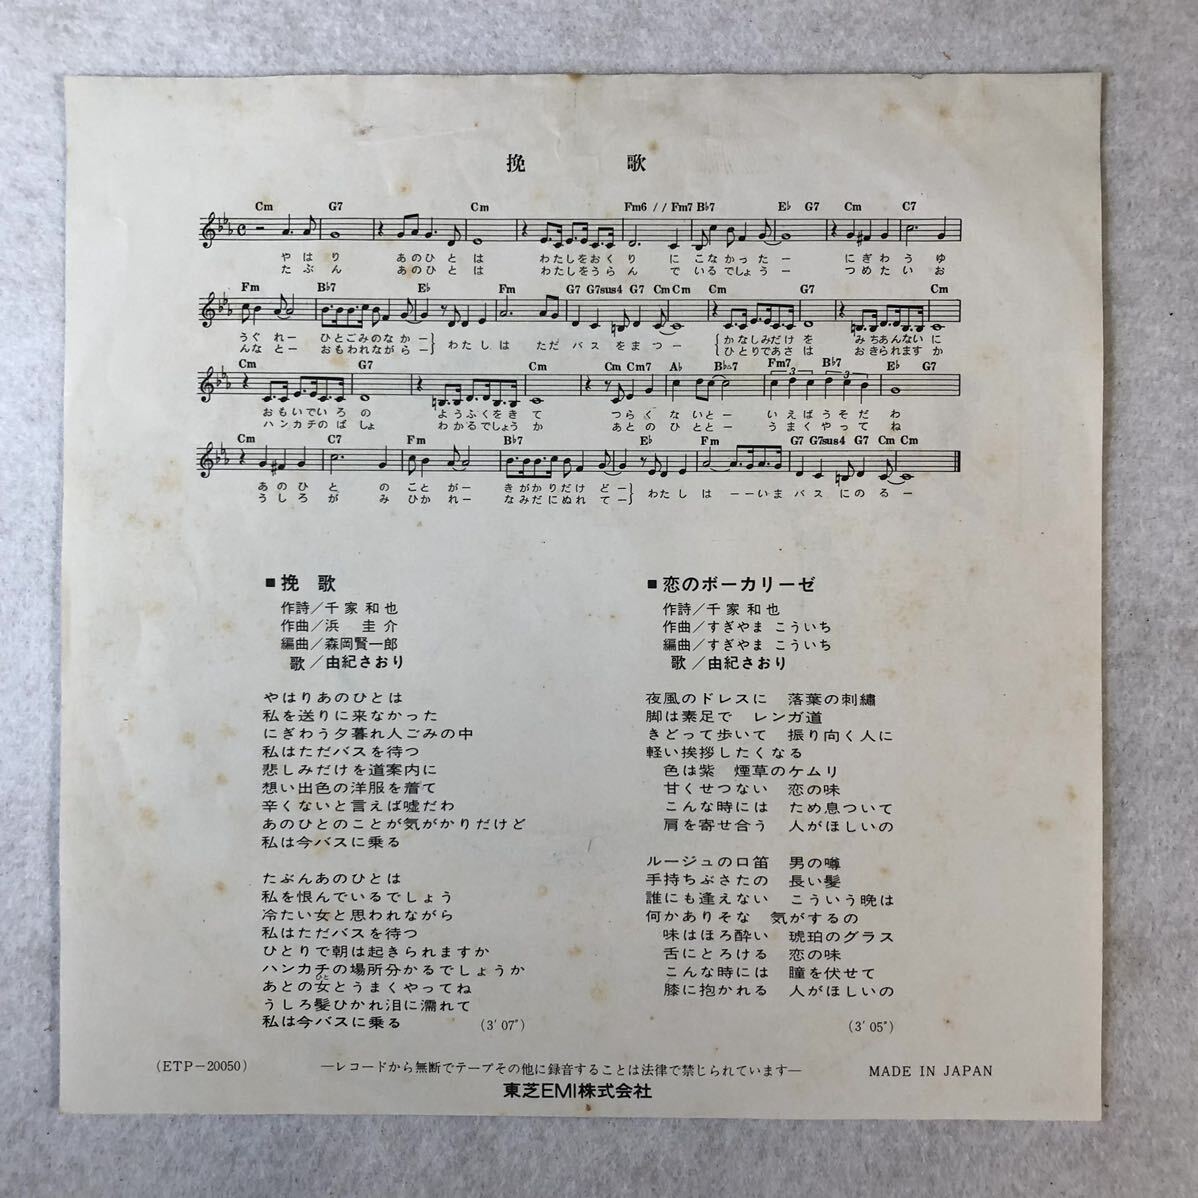 挽歌
Cm G7 Cm Fm6 // Fm7 B♭7 E♭ G7 Cm C7
やはり あのひとは わたしをおくりに こなかったー にぎわうゆ
たぶん あのひとは わたしをうらんで いるでしょうー つめたいお
Fm B♭7 E♭ Fm G7 G7sus4 G7 Cm Cm Cm G7 Cm
うぐれー ひとごみのなかー わたしは ただバスをまつー かなしみだけを みちあんないに
んなとー おもわれながらー ひとりであさは おきられますか
Cm G7 Cm Cm Cm7 A♭ B♭7 Fm7 B♭7 E♭ G7
おもいでいろの ようふくをきて つらくないとー いえばうそだわ
ハンカチのばしょ わかるでしょうか あとのひととー うまくやってね
Cm C7 Fm B♭7 E♭ Fm G7 G7sus4 G7 Cm Cm
あのひとのことがー きがかりだけどー わたしはーーいまバスにのるー
うしろがみひかれー なみだにぬれてー
■挽歌
作詩／千家和也
作曲／浜 圭介
編曲／森岡賢一郎
歌／由紀さおり
やはりあのひとは
私を送りに来なかった
にぎわう夕暮れ人ごみの中
私はただバスを待つ
悲しみだけを道案内に
想い出色の洋服を着て
辛くないと言えば嘘だわ
あのひとのことが気がかりだけど
私は今バスに乗る
たぶんあのひとは
私を恨んでいるでしょう
冷たい女と思われながら
私はただバスを待つ
ひとりで朝は起きられますか
ハンカチの場所分かるでしょうか
あとの女とうまくやってね
ひと
うしろ髪ひかれ泪に濡れて
私は今バスに乗る (3'07")
■恋のボーカリーゼ
作詩／千家和也
作曲／すぎやま こういち
編曲／すぎやま こういち
歌／由紀さおり
夜風のドレスに 落葉の刺繍
脚は素足で レンガ道
きどって歩いて 振り向く人に
軽い挨拶したくなる
色は紫 煙草のケムリ
甘くせつない 恋の味
こんな時には ため息ついて
肩を寄せ合う 人がほしいの
ルージュの口笛 男の噂
手持ちぶさたの 長い髪
誰にも逢えない こういう晩は
何かありそな 気がするの
味はほろ酔い 琥珀のグラス
舌にとろける 恋の味
こんな時には 瞳を伏せて
膝に抱かれる 人がほしいの
(3'05")
(ETP−20050) ―レコードから無断でテープその他に録音することは法律で禁じられています― MADE IN JAPAN
東芝EMI株式会社